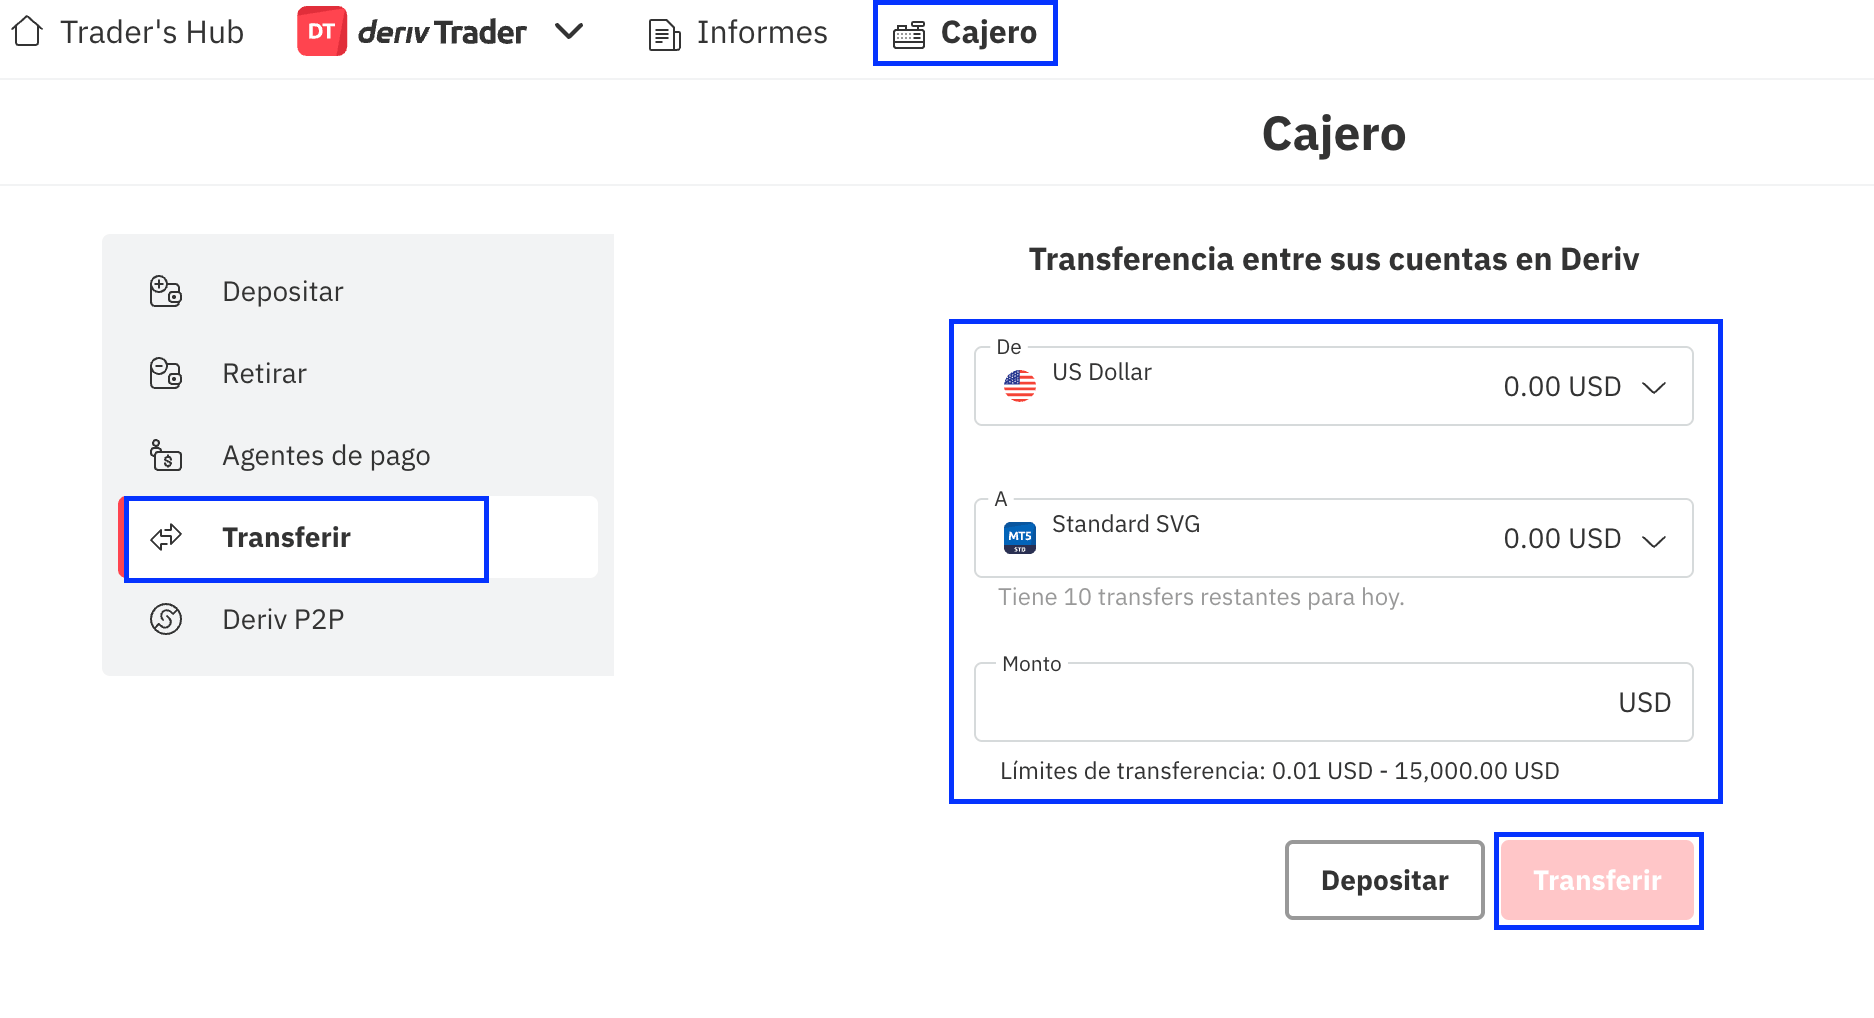 Trader's Hub
DT deriv Trader
Informes
Cajero
Cajero
Depositar
Retirar
Agentes de pago
Transferir
Deriv P2P
Transferencia entre sus cuentas en Deriv
De
US Dollar
0.00 USD
A
MT5
STD
Standard SVG
0.00 USD
Tiene 10 transfers restantes para hoy.
Monto
USD
Límites de transferencia: 0.01 USD - 15,000.00 USD
Depositar
Transferir